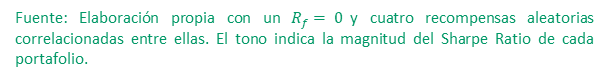 Fuente: Elaboración propia con un R_f = 0 y cuatro recompensas aleatorias
correlacionadas entre ellas. El tono indica la magnitud del Sharpe Ratio de cada
portafolio.